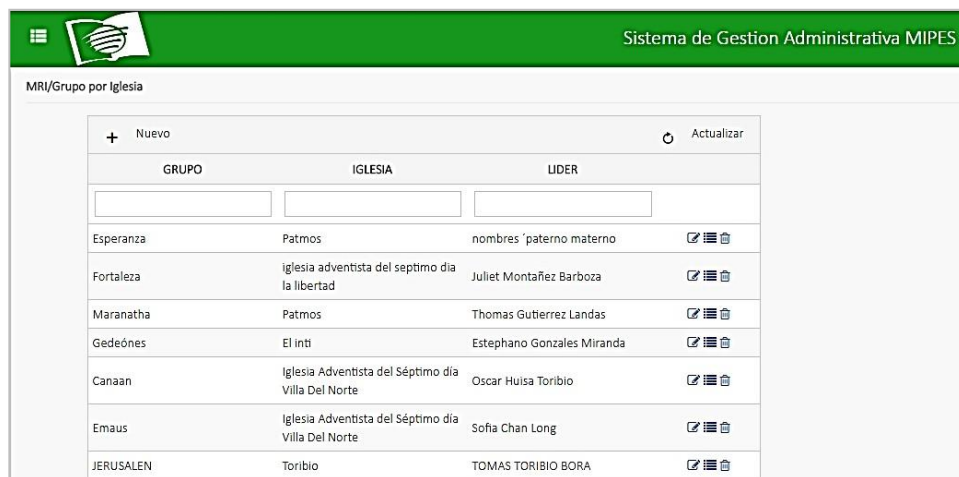 Sistema de Gestion Administrativa MIPES
MRI/Grupo por Iglesia
Nuevo Actualizar
GRUPO IGLESIA LIDER
Esperanza Patmos nombres ´paterno materno
Fortaleza iglesia adventista del septimo dia la libertad Juliet Montañez Barboza
Maranatha Patmos Thomas Gutierrez Landas
Gedeónes El inti Estephano Gonzales Miranda
Canaan Iglesia Adventista del Séptimo día Villa Del Norte Oscar Huisa Toribio
Emaus Iglesia Adventista del Séptimo día Villa Del Norte Sofia Chan Long
JERUSALEN Toribio TOMAS TORIBIO BORA